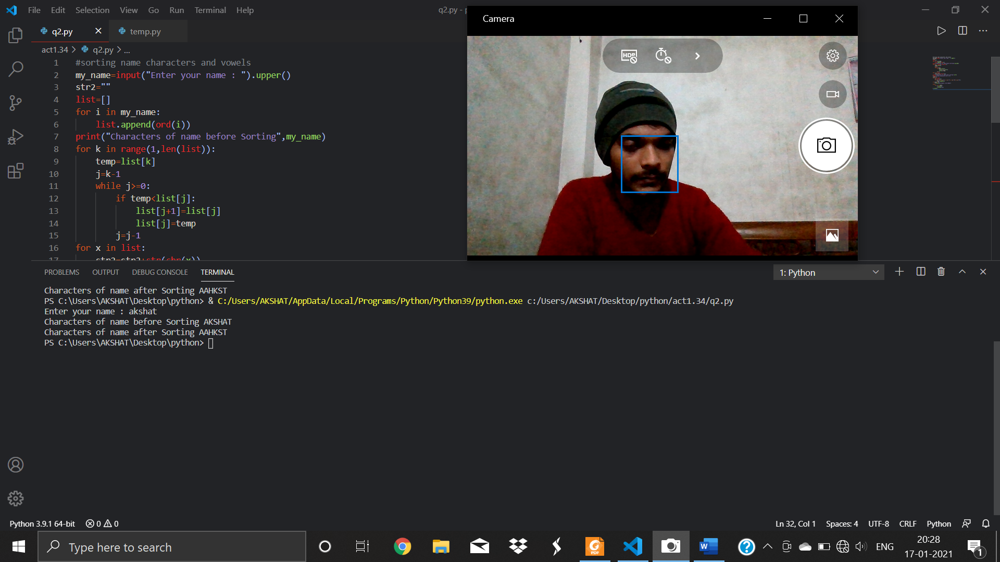 File Edit Selection View Go Run Terminal Help
q2.py -
Camera
q2.py
temp.py
act1.34 > q2.py > ...
1 #sorting name characters and vowels
2 my_name=input("Enter your name : ").upper()
3 str2=""
4 list=[]
5 for i in my_name:
6 list.append(ord(i))
7 print("Characters of name before Sorting",my_name)
8 for k in range(1,len(list)):
9 temp=list[k]
10 j=k-1
11 while j>=0:
12 if temp<list[j]:
13 list[j+1]=list[j]
14 list[j]=temp
15 j=j-1
16 for x in list:
17 str2=str2+str(chr(x))
HDR
PROBLEMS OUTPUT DEBUG CONSOLE TERMINAL
1: Python
Characters of name after Sorting AAHKST
PS C:\Users\AKSHAT\Desktop\python> & C:/Users/AKSHAT/AppData/Local/Programs/Python/Python39/python.exe c:/Users/AKSHAT/Desktop/python/act1.34/q2.py
Enter your name : akshat
Characters of name before Sorting AKSHAT
Characters of name after Sorting AAHKST
PS C:\Users\AKSHAT\Desktop\python>
Python 3.9.1 64-bit 0 0
Ln 32, Col 1 Spaces: 4 UTF-8 CRLF Python
Type here to search
PDF
W
?
ENG
20:28
17-01-2021
1